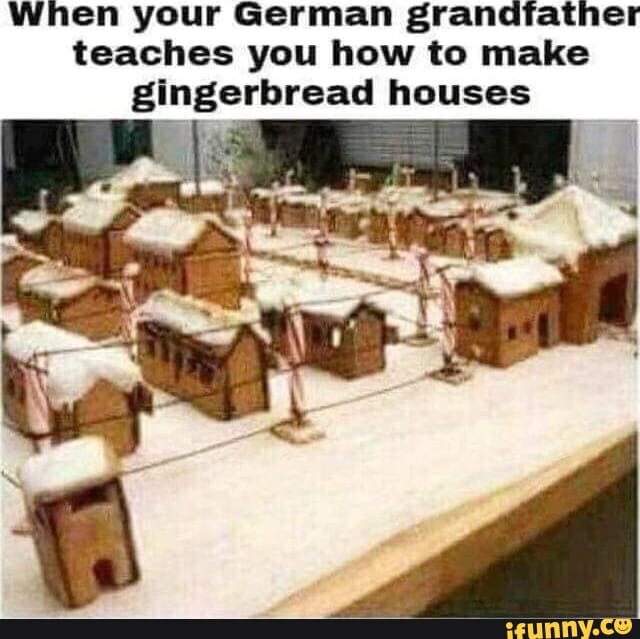 When your German grandfather
teaches you how to make
gingerbread houses
ifunny.co